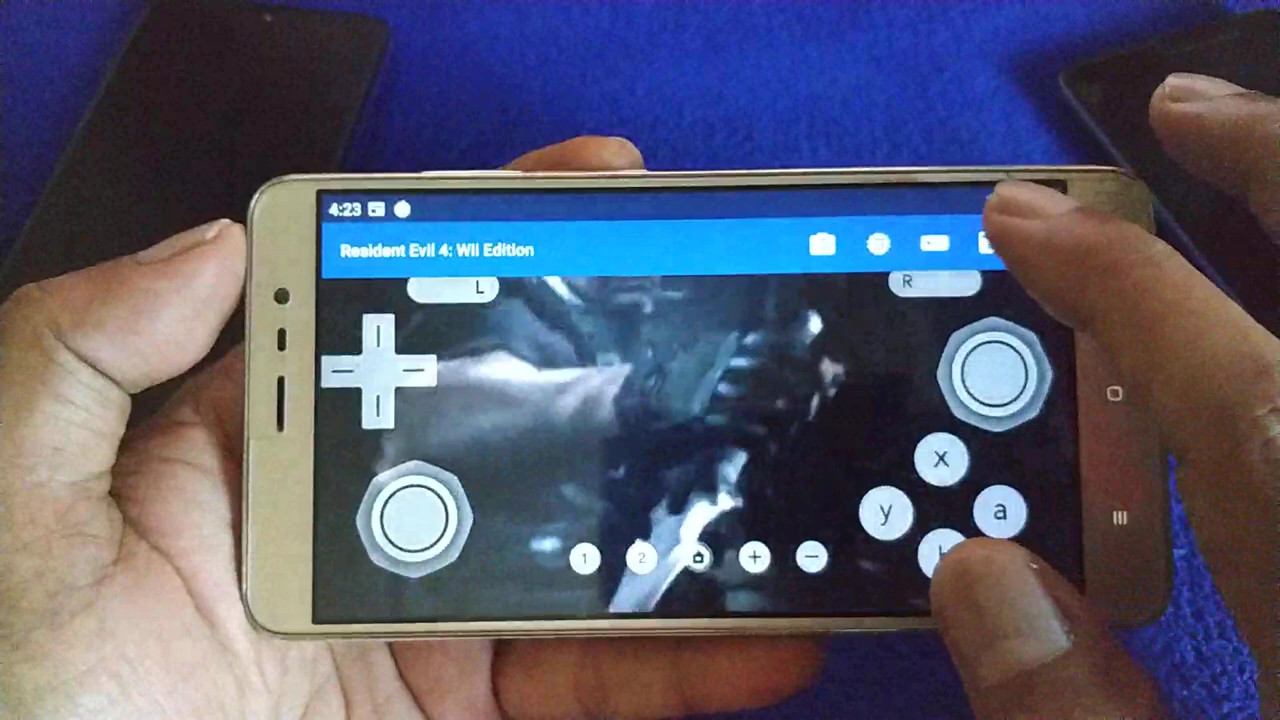 4:23
Resident Evil 4: Wii Edition
L
R
x
y
a
1
2
+
−